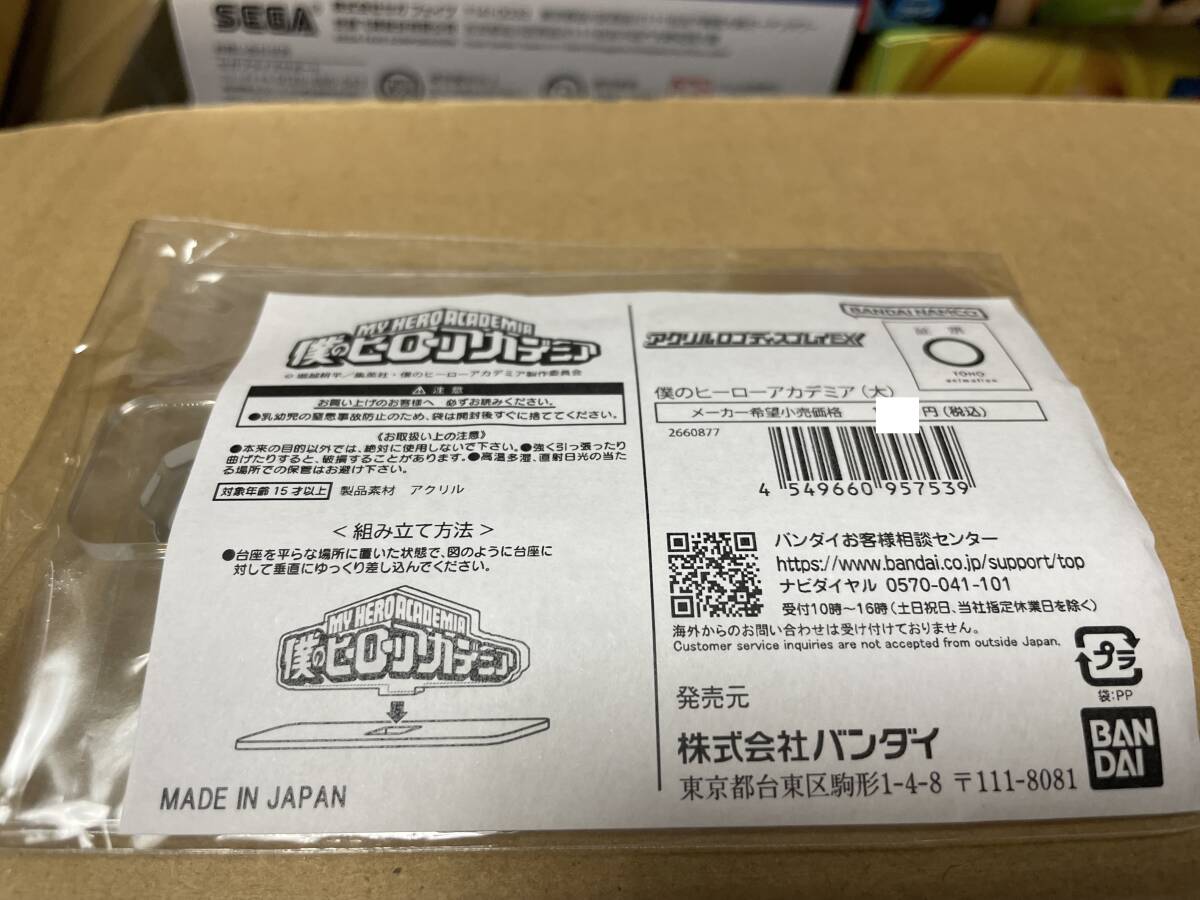 SEGA
MY HERO ACADEMIA
僕のヒーローアカデミア
© 堀越耕平／集英社・僕のヒーローアカデミア製作委員会
⚠ 注意
お買い上げのお客様へ 必ずお読みください。
●乳幼児の窒息事故防止のため、袋は開封後すぐに捨ててください。
《お取扱い上の注意》
●本来の目的以外では、絶対に使用しないで下さい。●強く引っ張ったり
曲げたりすると、破損することがあります。●高温多湿、直射日光の当た
る場所での保管はお避け下さい。
対象年齢 15才以上 製品素材 アクリル
＜組み立て方法＞
●台座を平らな場所に置いた状態で、図のように台座に
対して垂直にゆっくり差し込んでください。
MY HERO ACADEMIA
僕のヒーローアカデミア
MADE IN JAPAN
BANDAI NAMCO
アクリルロゴディスプレイEX
証票
TOHO
animation
僕のヒーローアカデミア（大）
メーカー希望小売価格 円（税込）
2660877
4 549660 957539
バンダイお客様相談センター
https://www.bandai.co.jp/support/top
ナビダイヤル 0570-041-101
受付10時～16時（土日祝日、当社指定休業日を除く）
海外からのお問い合わせは受け付けておりません。
Customer service inquiries are not accepted from outside Japan.
プラ
袋:PP
発売元
株式会社バンダイ
東京都台東区駒形1-4-8 〒111-8081
BAN
DAI